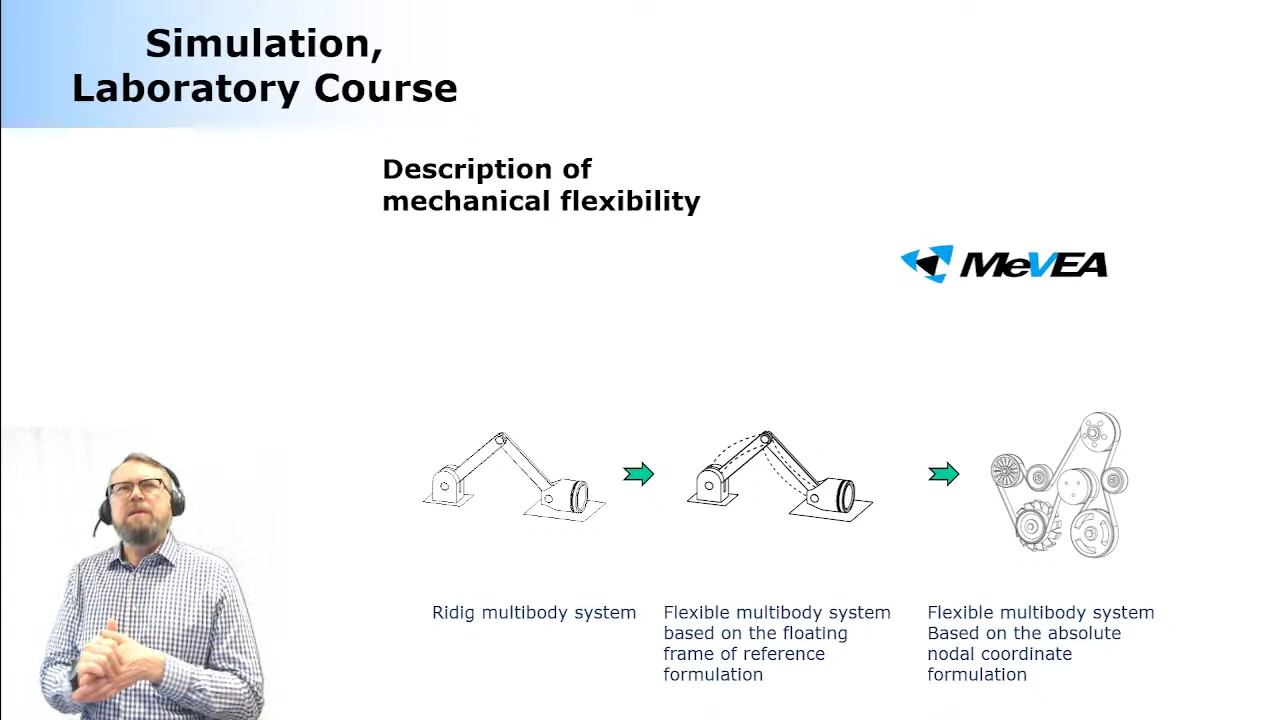 Simulation,
Laboratory Course
Description of
mechanical flexibility
MeVEA
Ridig multibody system
Flexible multibody system
based on the floating
frame of reference
formulation
Flexible multibody system
Based on the absolute
nodal coordinate
formulation